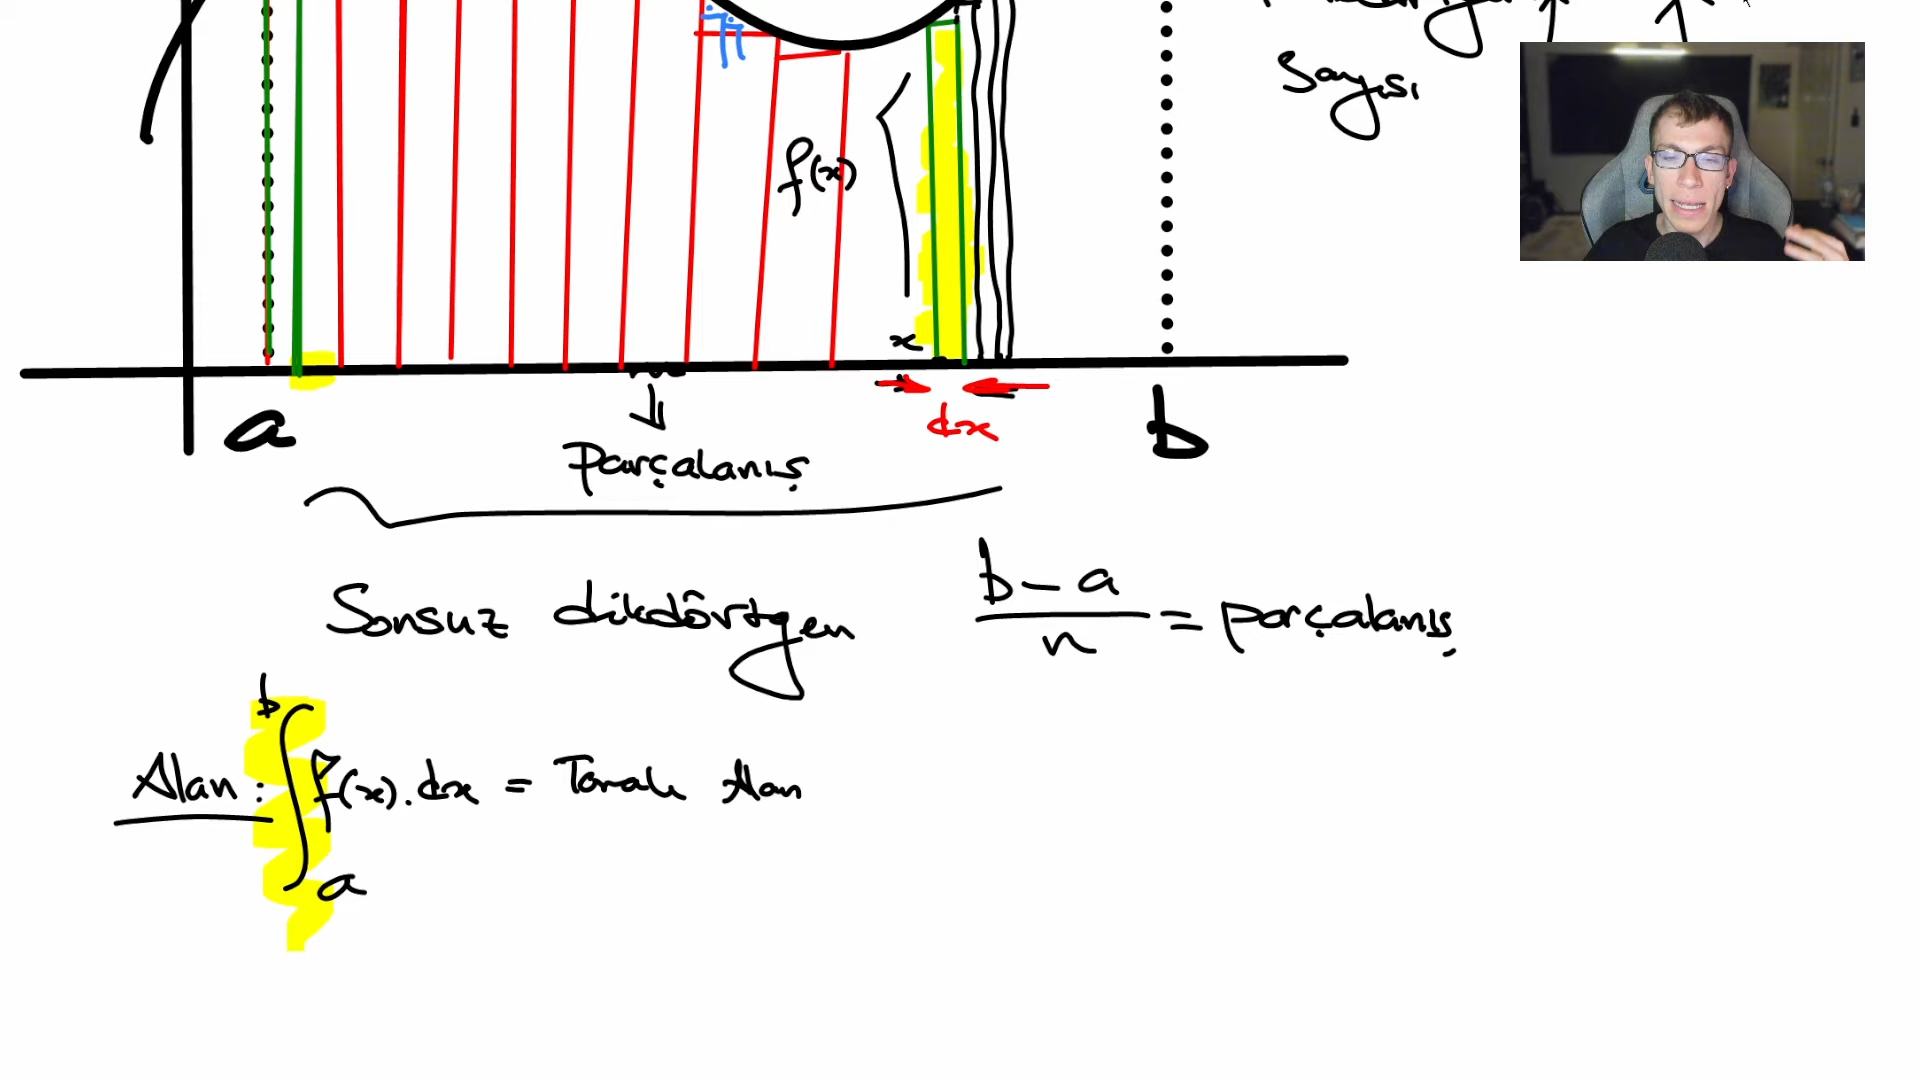 Sayısı
f(x)
x
dx
a
b
Parçalanış
Sonsuz dikdörtgen
b - a
n
= parçalanış
b
Alan : ∫ f(x).dx = Taralı Alan
a